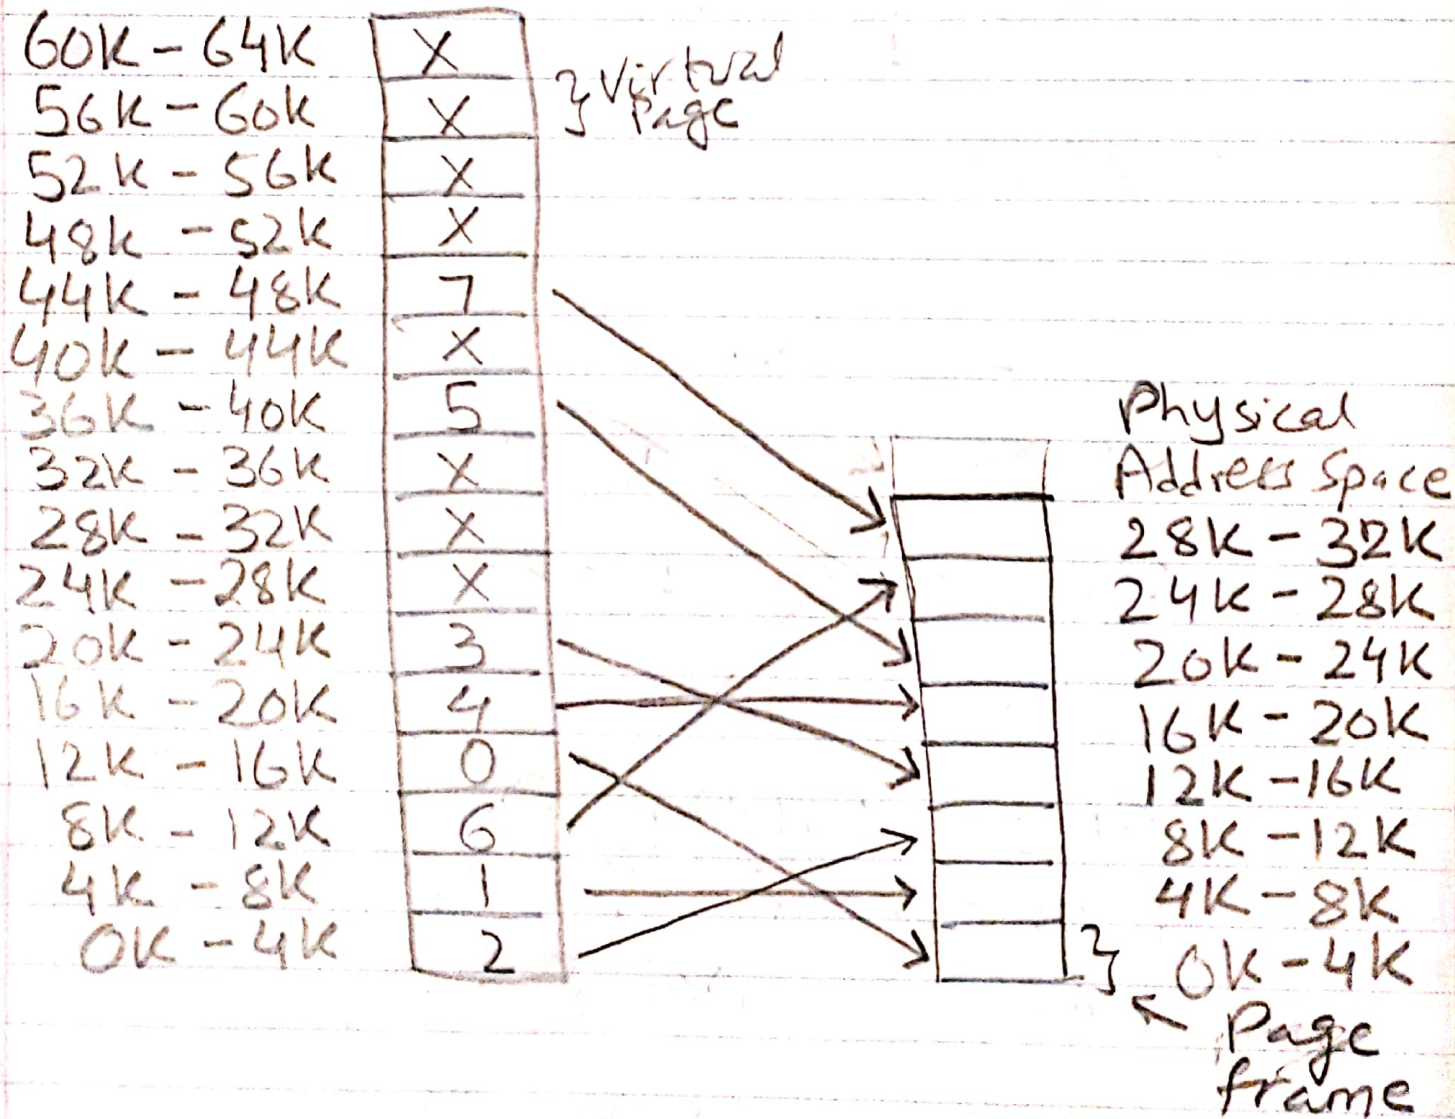 60K - 64K X
} Virtual
Page
56K - 60K X
52K - 56K X
48K - 52K X
44K - 48K 7
40K - 44K X
36K - 40K 5
32K - 36K X
28K - 32K X
24K - 28K X
20K - 24K 3
16K - 20K 4
12K - 16K 0
8K - 12K 6
4K - 8K 1
0K - 4K 2
Physical
Address Space
28K - 32K
24K - 28K
20K - 24K
16K - 20K
12K - 16K
8K - 12K
4K - 8K
} 0K - 4K
Page
frame